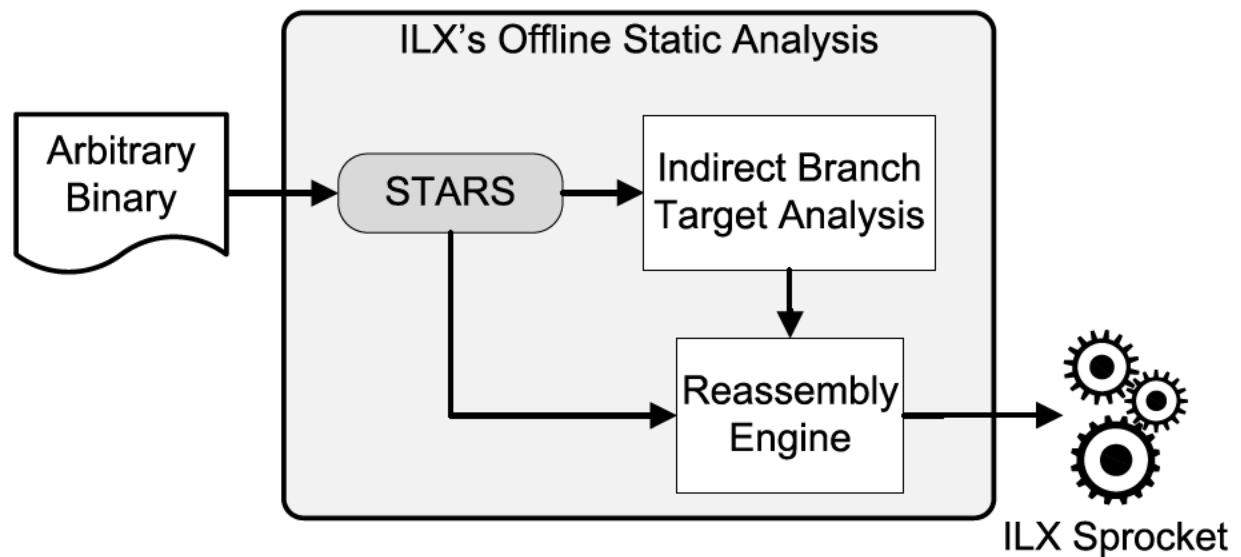 ILX’s Offline Static Analysis
Arbitrary
Binary
STARS
Indirect Branch
Target Analysis
Reassembly
Engine
ILX Sprocket